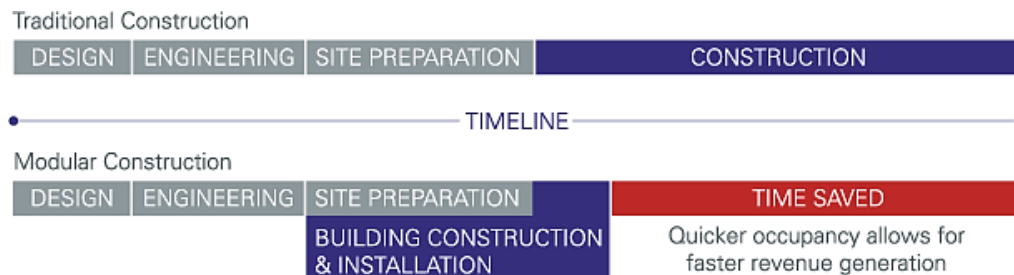 Traditional Construction
DESIGN ENGINEERING SITE PREPARATION CONSTRUCTION
TIMELINE
Modular Construction
DESIGN ENGINEERING SITE PREPARATION TIME SAVED
BUILDING CONSTRUCTION
& INSTALLATION
Quicker occupancy allows for
faster revenue generation